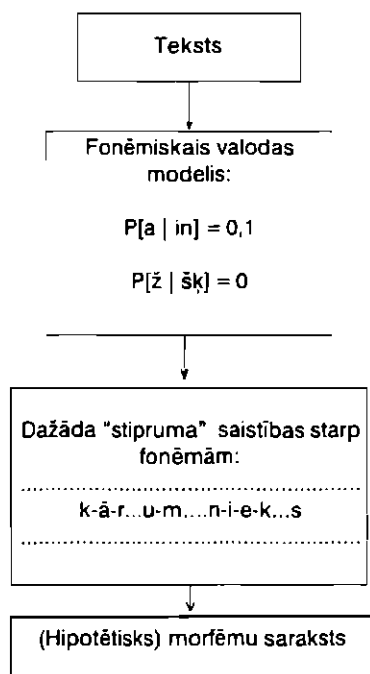 Teksts
Fonēmiskais valodas
modelis:
P[a | in] = 0,1
P[ž | šķ] = 0
Dažāda "stipruma" saistības starp
fonēmām:
k-ā-r...u-m....n-i-e-k...s
(Hipotētisks) morfēmu saraksts